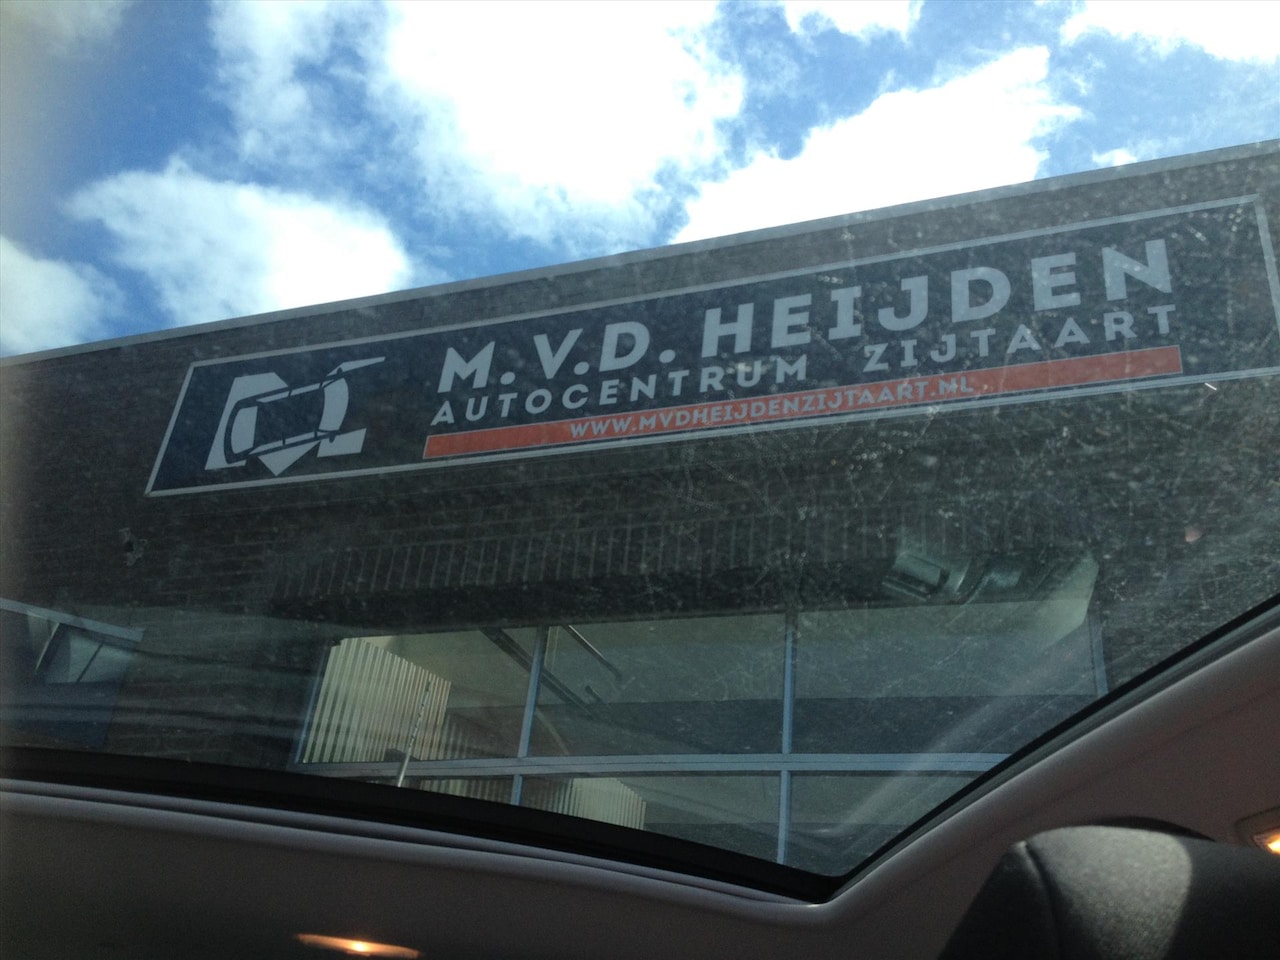 M.V.D. HEIJDEN
AUTOCENTRUM ZIJTAART
WWW.MVDHEIJDENZIJTAART.NL